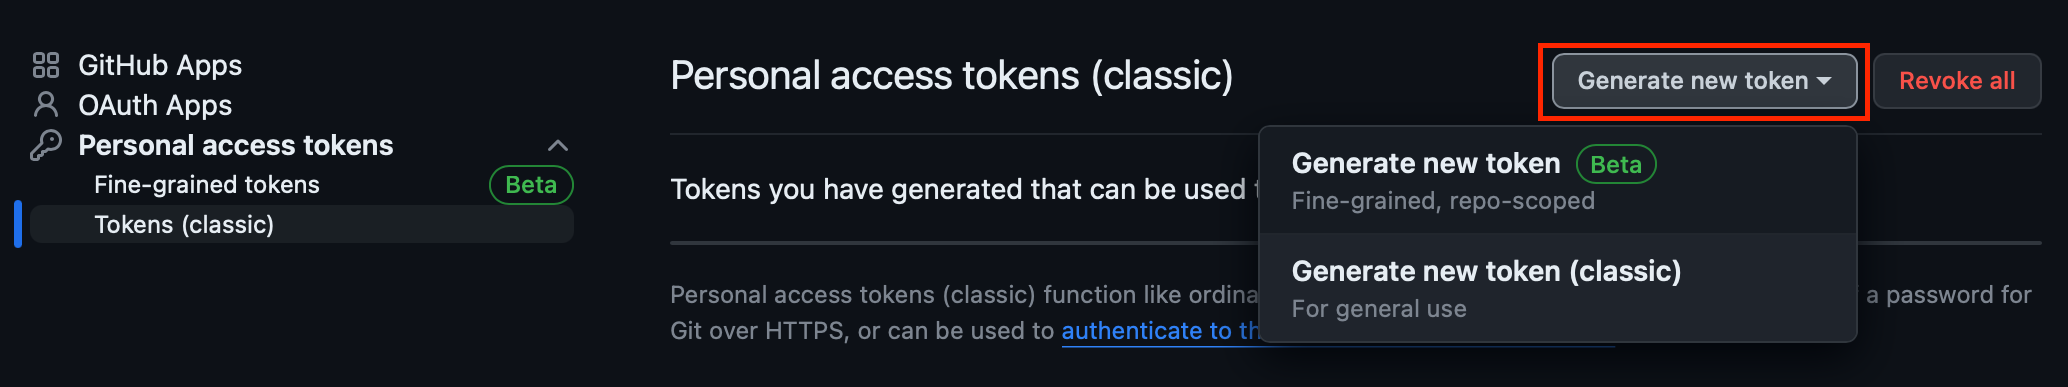 GitHub Apps
OAuth Apps
Personal access tokens
Fine-grained tokens Beta
Tokens (classic)
Personal access tokens (classic)
Generate new token
Revoke all
Tokens you have generated that can be used
Generate new token Beta
Fine-grained, repo-scoped
Generate new token (classic)
For general use
Personal access tokens (classic) function like a password for
Git over HTTPS, or can be used to authenticate to